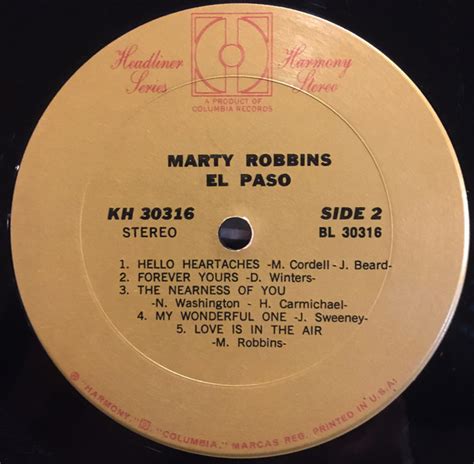 Headliner Series
Harmony Stereo
A PRODUCT OF
COLUMBIA RECORDS
MARTY ROBBINS
EL PASO
KH 30316 SIDE 2
STEREO BL 30316
1. HELLO HEARTACHES -M. Cordell - J. Beard-
2. FOREVER YOURS -D. Winters-
3. THE NEARNESS OF YOU
-N. Washington - H. Carmichael-
4. MY WONDERFUL ONE -J. Sweeney-
5. LOVE IS IN THE AIR
-M. Robbins-
"HARMONY," ℗, "COLUMBIA," MARCAS REG. PRINTED IN U.S.A.